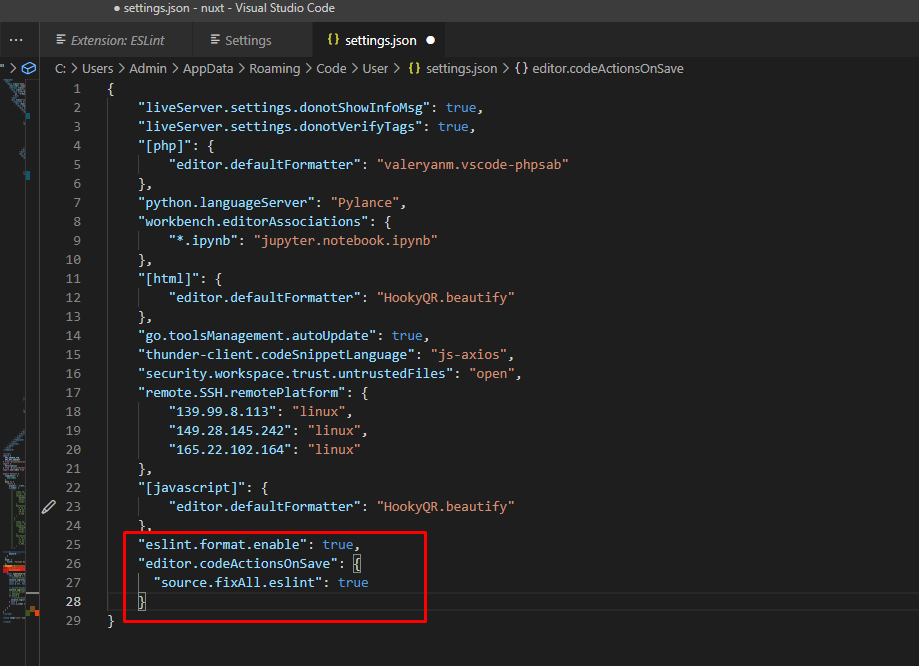 ● settings.json - nuxt - Visual Studio Code
··· Extension: ESLint Settings {} settings.json ●
" > C: > Users > Admin > AppData > Roaming > Code > User > {} settings.json > {} editor.codeActionsOnSave
1 {
2 "liveServer.settings.donotShowInfoMsg": true,
3 "liveServer.settings.donotVerifyTags": true,
4 "[php]": {
5 "editor.defaultFormatter": "valeryanm.vscode-phpsab"
6 },
7 "python.languageServer": "Pylance",
8 "workbench.editorAssociations": {
9 "*.ipynb": "jupyter.notebook.ipynb"
10 },
11 "[html]": {
12 "editor.defaultFormatter": "HookyQR.beautify"
13 },
14 "go.toolsManagement.autoUpdate": true,
15 "thunder-client.codeSnippetLanguage": "js-axios",
16 "security.workspace.trust.untrustedFiles": "open",
17 "remote.SSH.remotePlatform": {
18 "139.99.8.113": "linux",
19 "149.28.145.242": "linux",
20 "165.22.102.164": "linux"
21 },
22 "[javascript]": {
23 "editor.defaultFormatter": "HookyQR.beautify"
24 },
25 "eslint.format.enable": true,
26 "editor.codeActionsOnSave": {
27 "source.fixAll.eslint": true
28 }
29 }